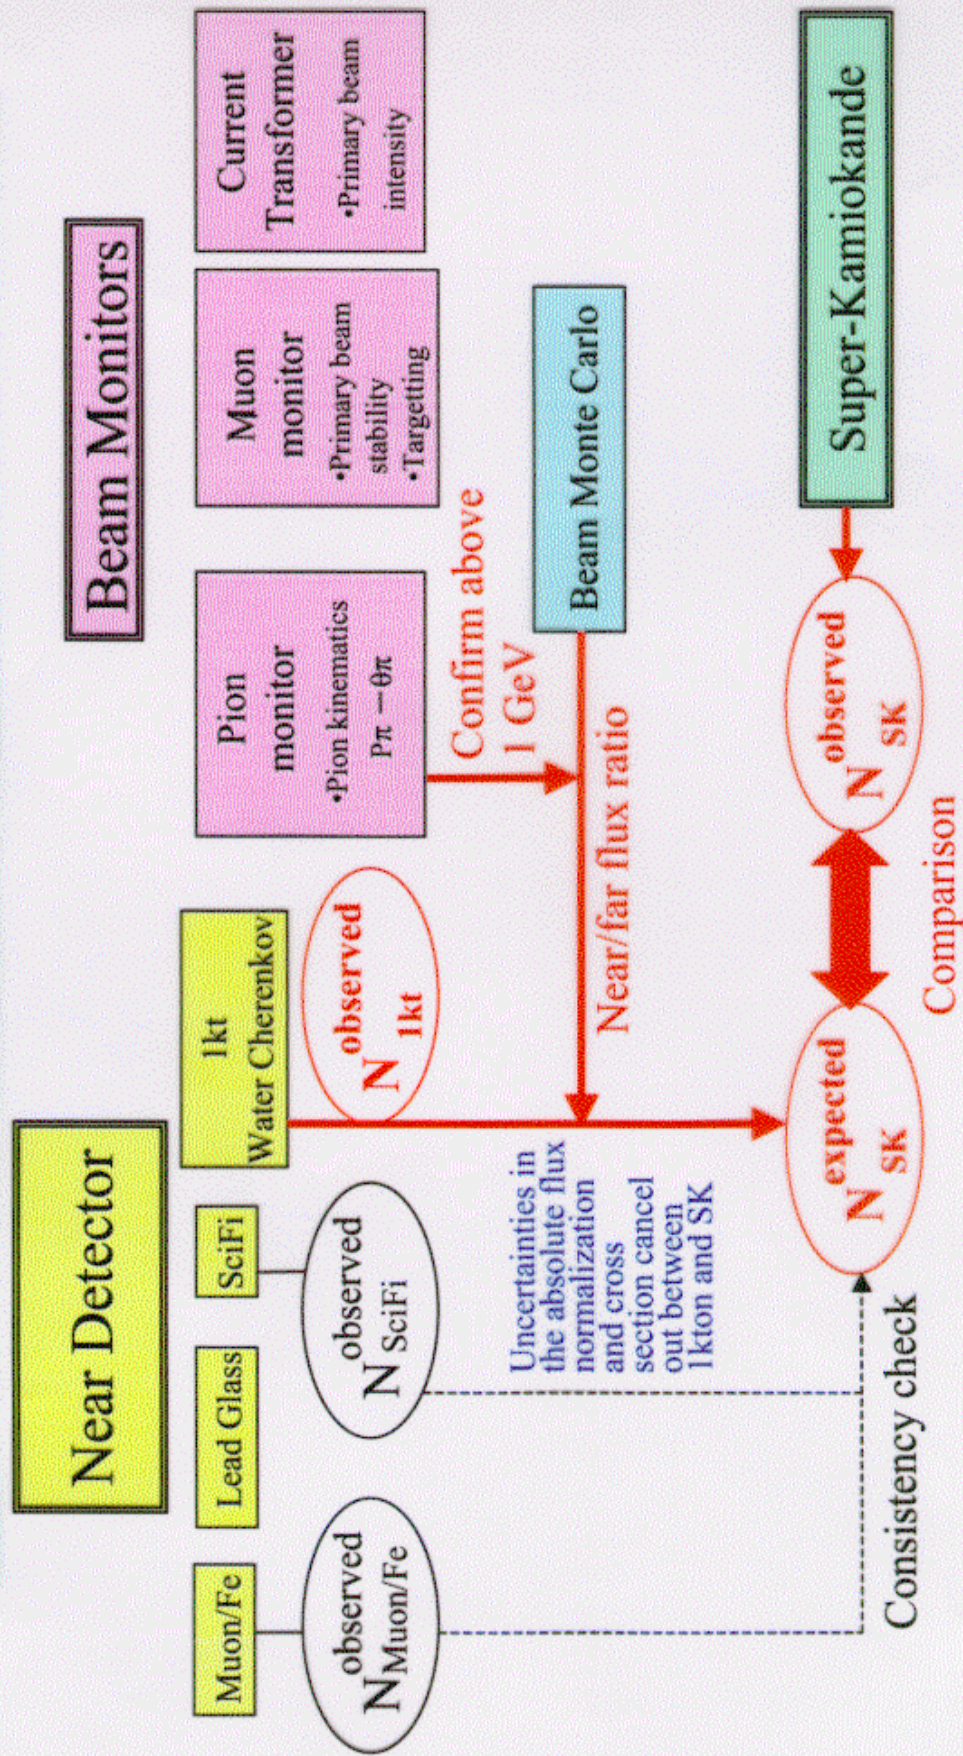 Near Detector
Beam Monitors
Muon/Fe
Lead Glass
SciFi
1kt
Water Cherenkov
Pion
monitor
•Pion kinematics
Pπ −θπ
Muon
monitor
•Primary beam
stability
•Targeting
Current
Transformer
•Primary beam
intensity
observed
NMuon/Fe
observed
N SciFi
observed
N 1kt
Confirm above
1 GeV
Beam Monte Carlo
Near/far flux ratio
Uncertainties in
the absolute flux
normalization
and cross
section cancel
out between
1kton and SK
expected
N SK
observed
N SK
Super-Kamiokande
Consistency check
Comparison